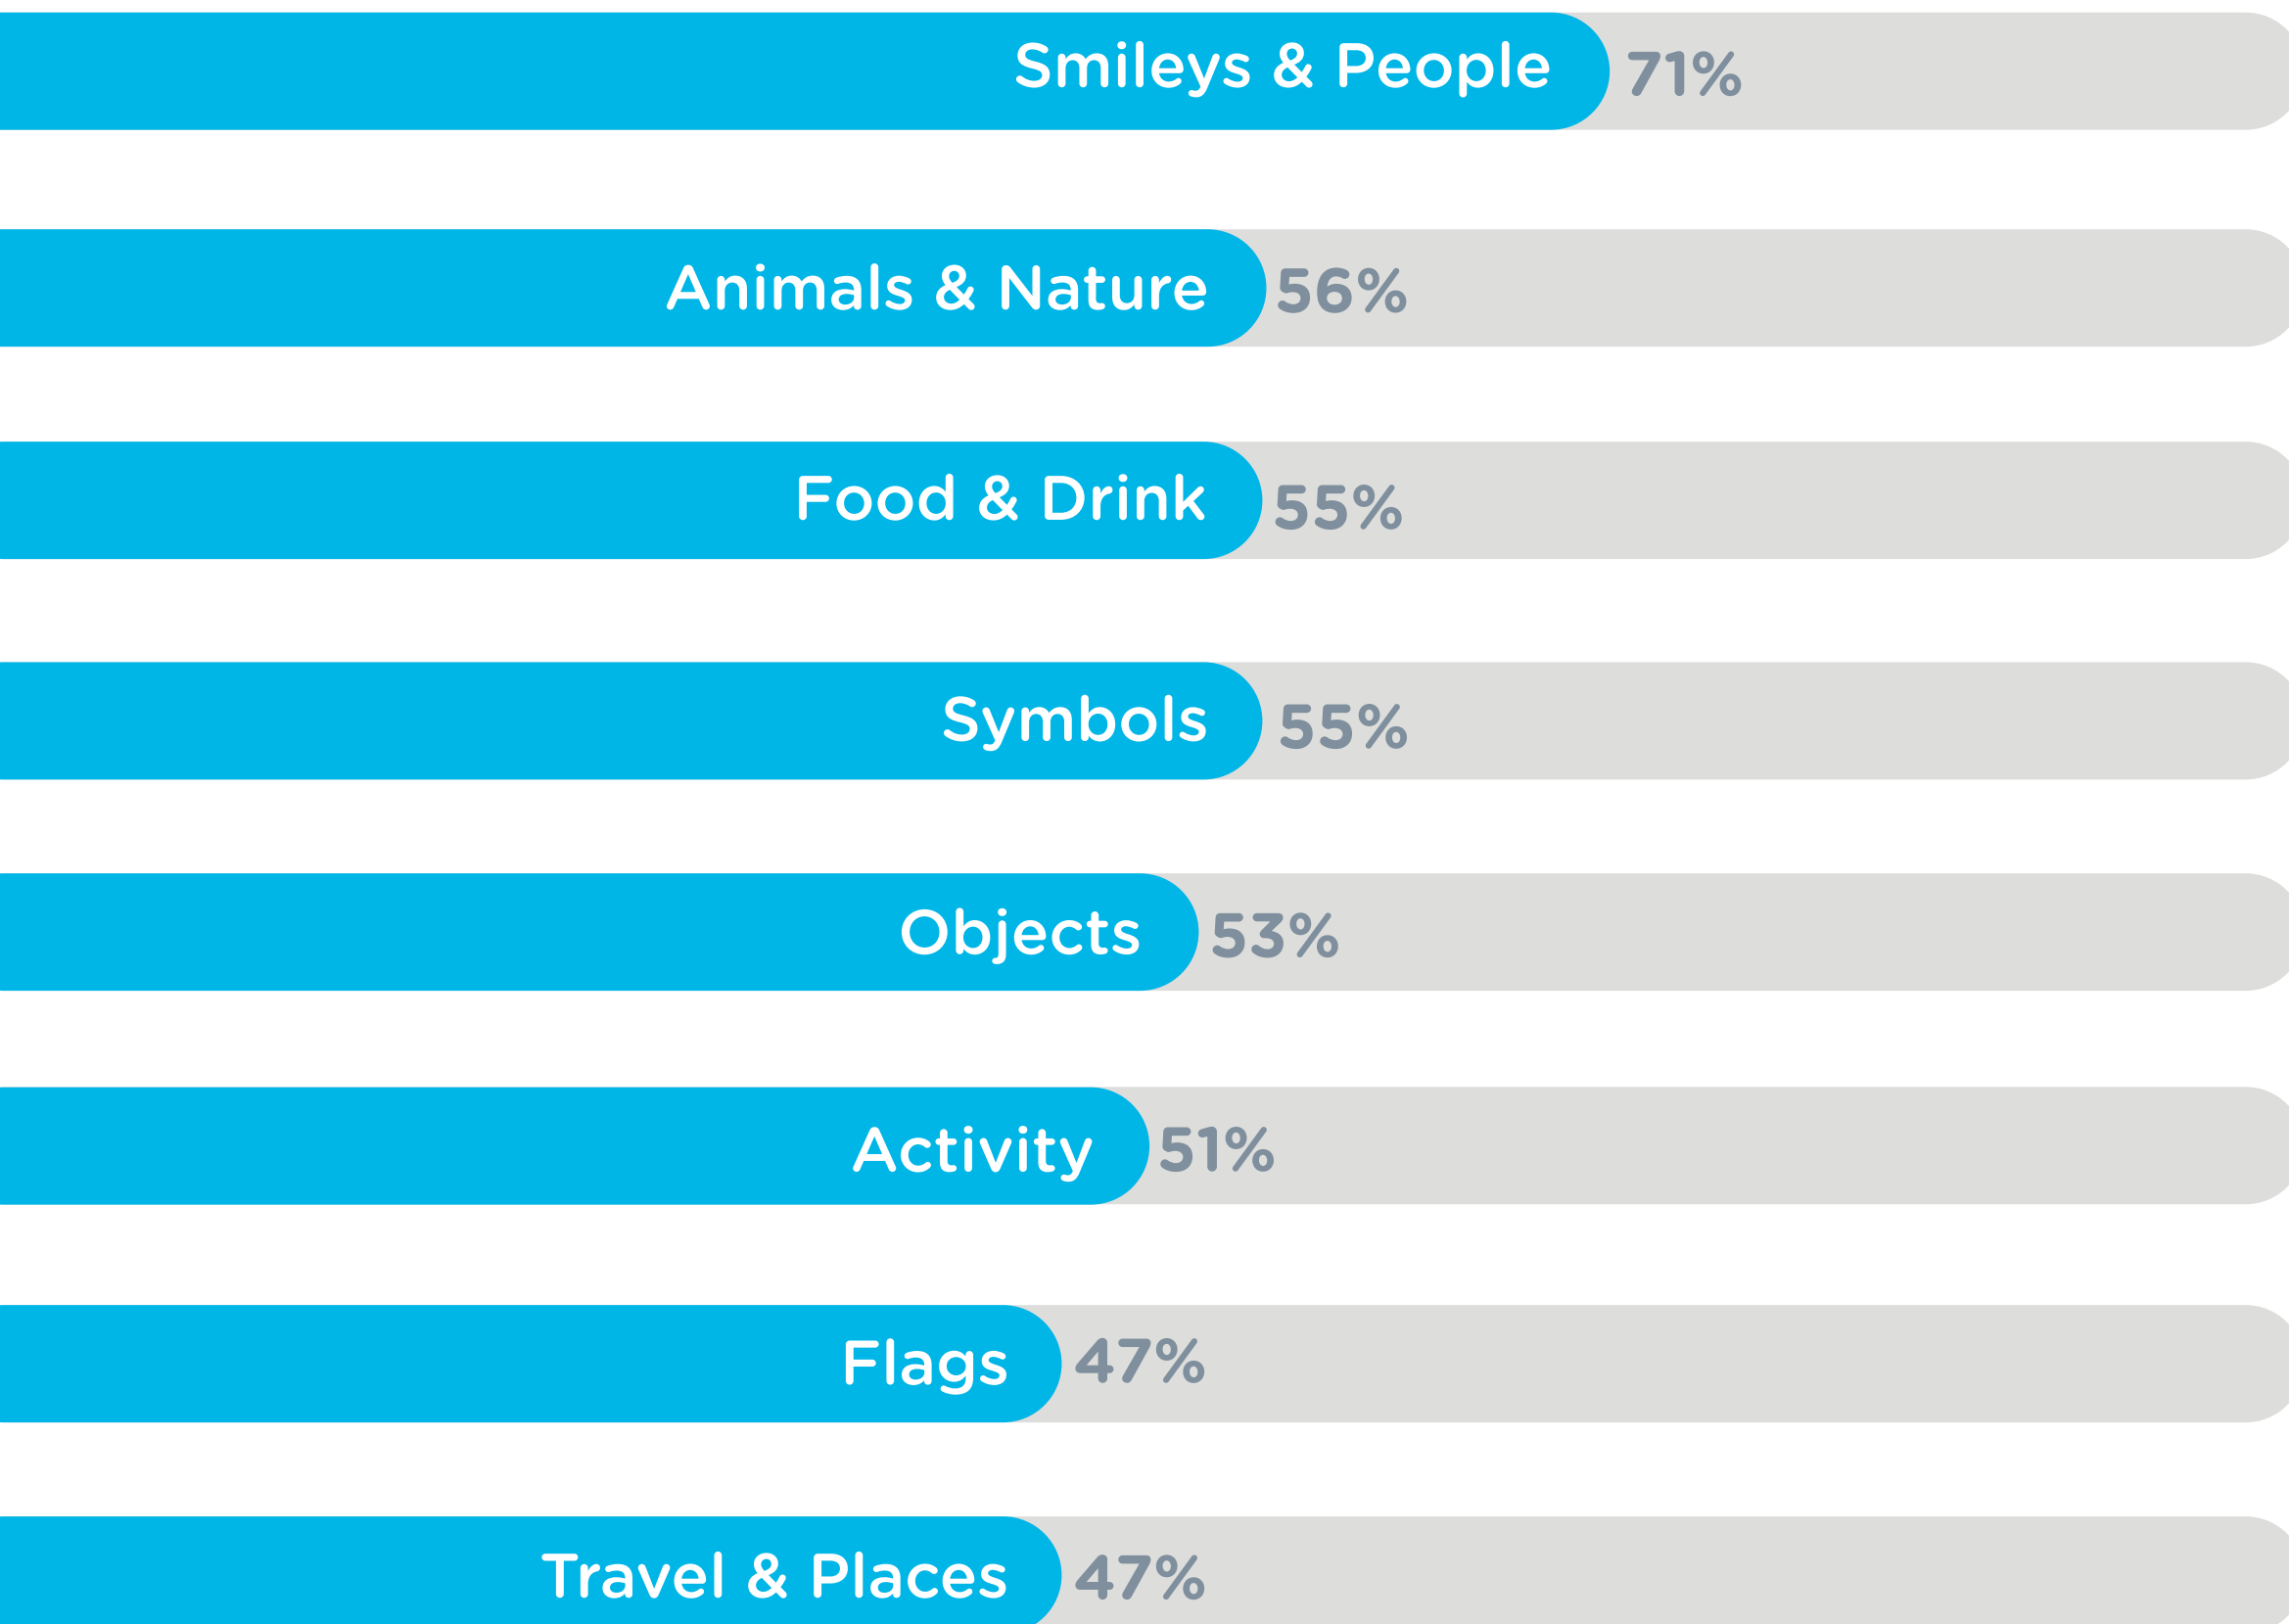 Smileys & People 71%
Animals & Nature 56%
Food & Drink 55%
Symbols 55%
Objects 53%
Activity 51%
Flags 47%
Travel & Places 47%